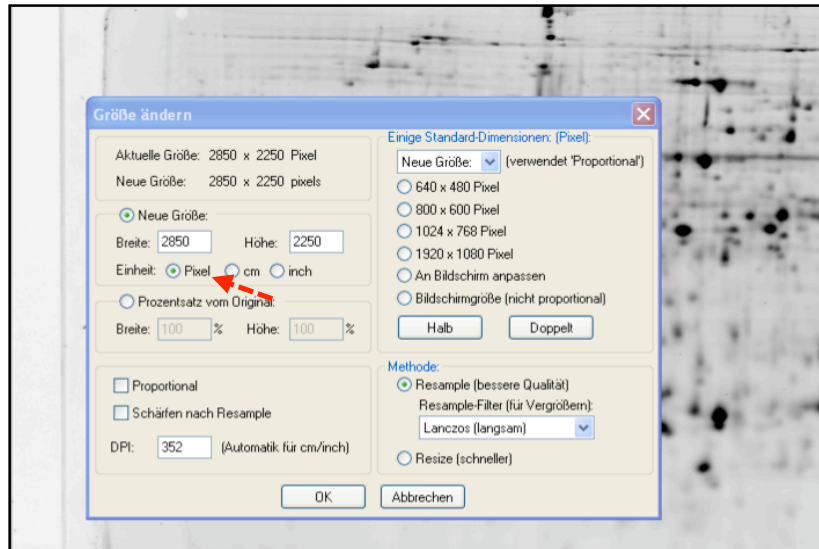 Größe ändern
Aktuelle Größe: 2850 x 2250 Pixel
Neue Größe: 2850 x 2250 pixels
Neue Größe:
Breite: 2850 Höhe: 2250
Einheit: Pixel cm inch
Prozentsatz vom Original:
Breite: 100 % Höhe: 100 %
Proportional
Schärfen nach Resample
DPI: 352 (Automatik für cm/inch)
Einige Standard-Dimensionen: (Pixel):
Neue Größe: (verwendet 'Proportional')
640 x 480 Pixel
800 x 600 Pixel
1024 x 768 Pixel
1920 x 1080 Pixel
An Bildschirm anpassen
Bildschirmgröße (nicht proportional)
Halb Doppelt
Methode:
Resample (bessere Qualität)
Resample-Filter (für Vergrößern):
Lanczos (langsam)
Resize (schneller)
OK Abbrechen